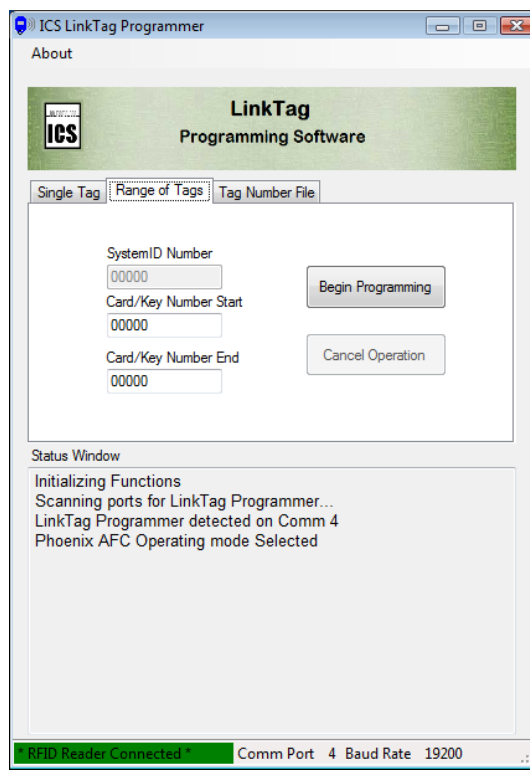 ICS LinkTag Programmer
About
ICS
LinkTag
Programming Software
Single Tag Range of Tags Tag Number File
SystemID Number
00000
Begin Programming
Card/Key Number Start
00000
Cancel Operation
Card/Key Number End
00000
Status Window
Initializing Functions
Scanning ports for LinkTag Programmer...
LinkTag Programmer detected on Comm 4
Phoenix AFC Operating mode Selected
* RFID Reader Connected * Comm Port 4 Baud Rate 19200